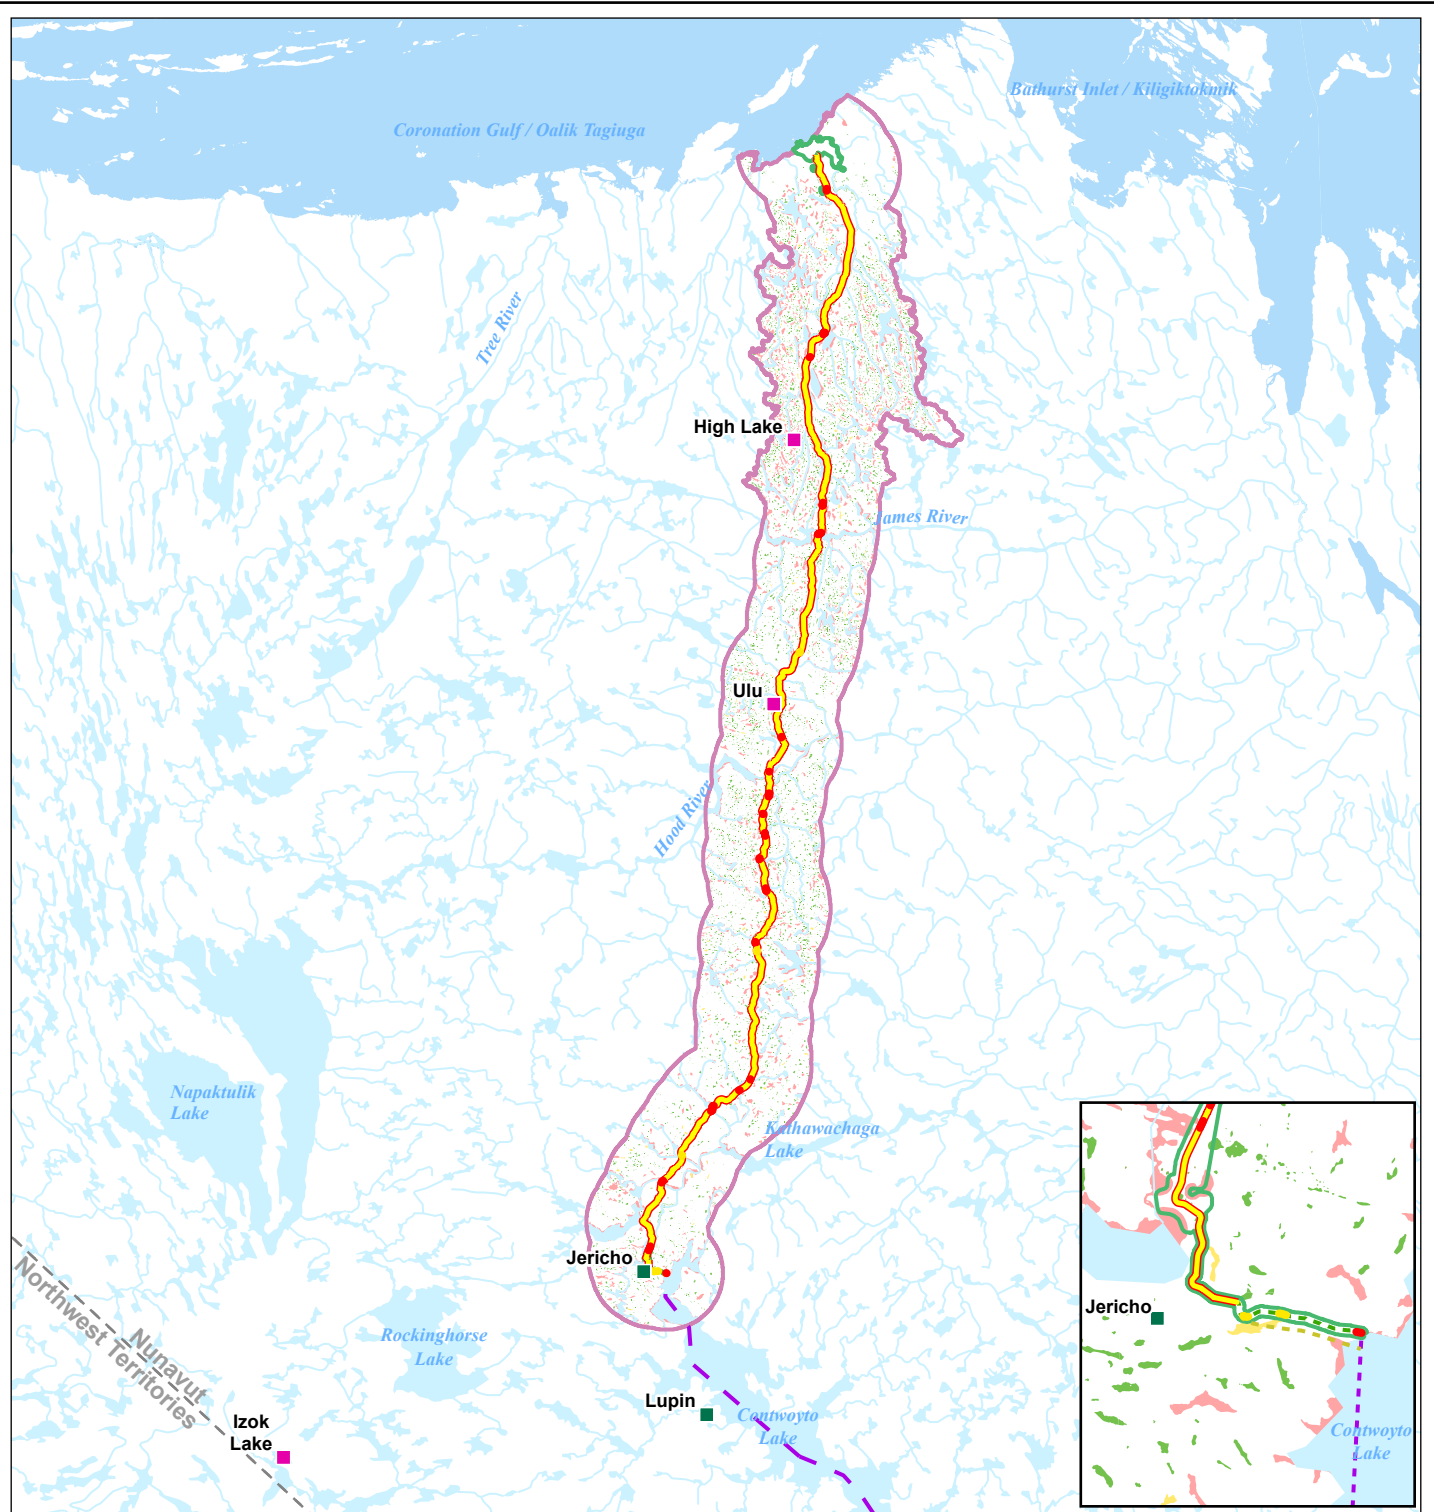 Bathurst Inlet / Kiligiktokmik
Coronation Gulf / Oalik Tagiuga
Tree River
High Lake
James River
Ulu
Hood River
Napaktulik
Lake
Kathawachaga
Lake
Jericho
Rockinghorse
Lake
Nunavut
Northwest Territories
Izok
Lake
Lupin
Contwoyto
Lake
Jericho
Contwoyto
Lake